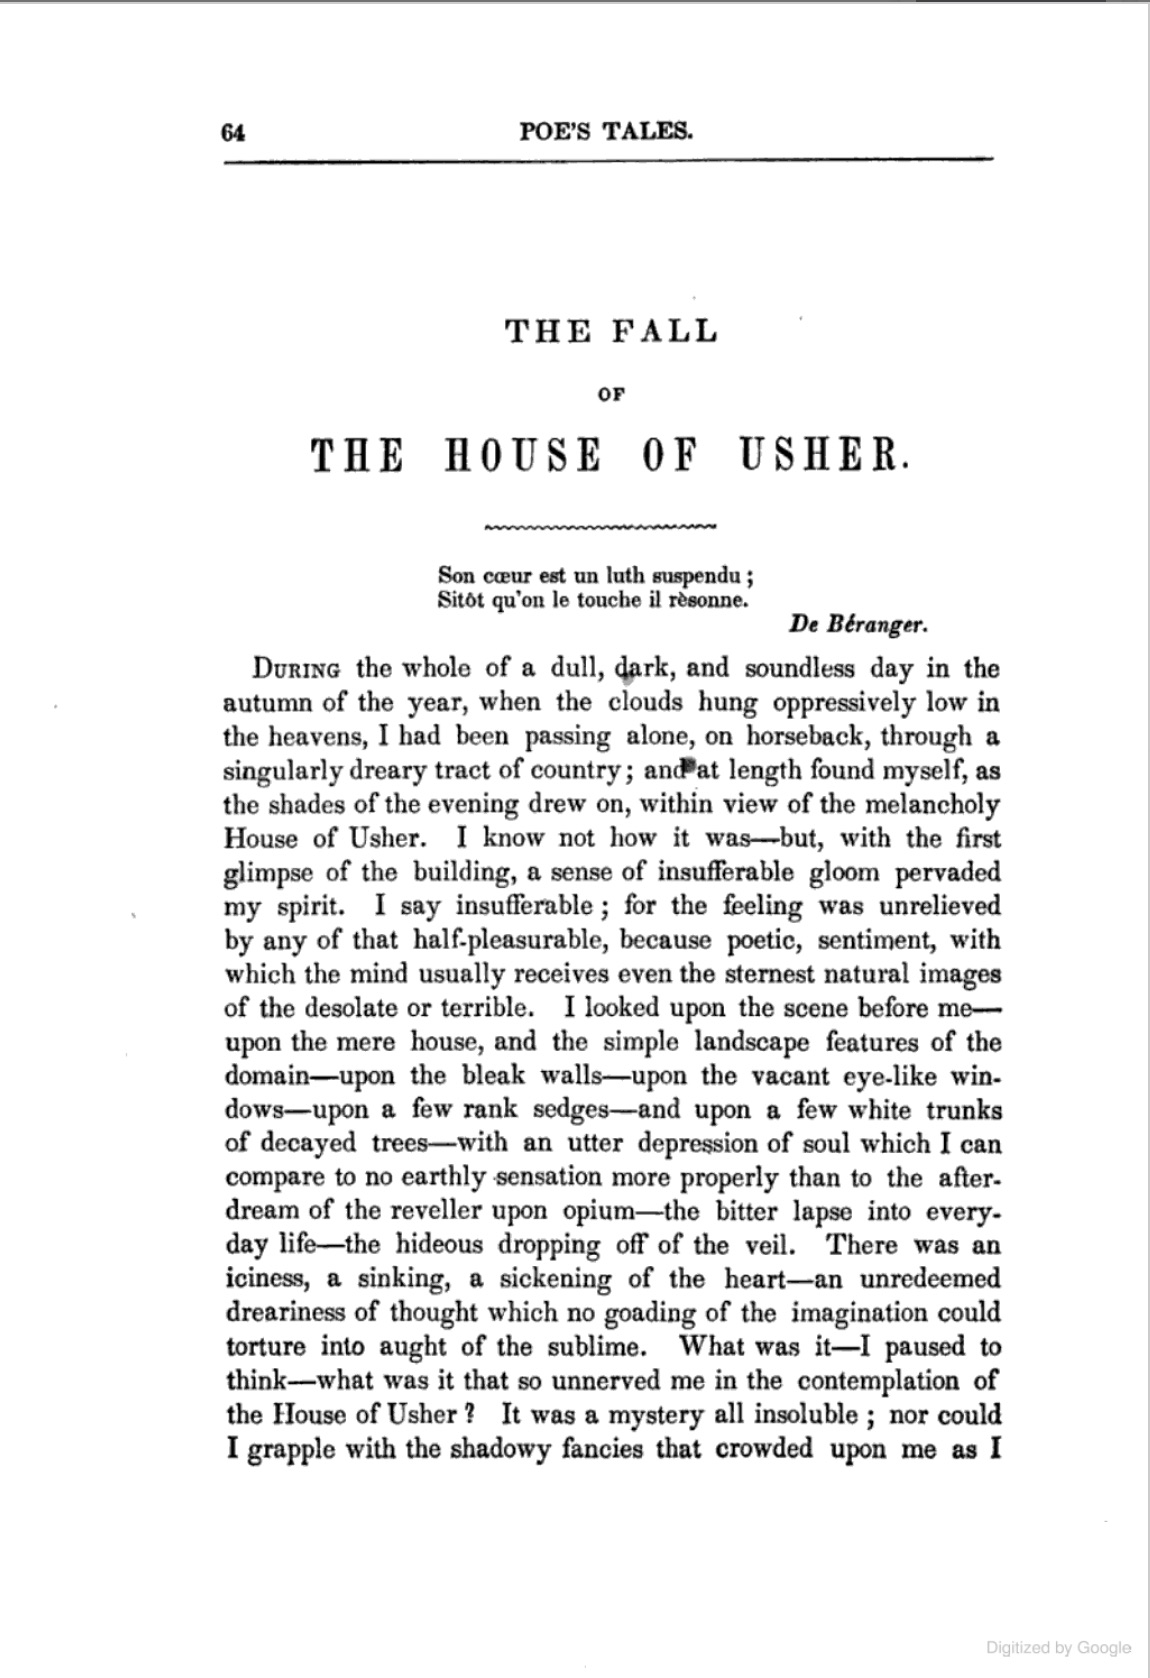 64 POE'S TALES.
THE FALL
OF
THE HOUSE OF USHER.
Son cœur est un luth suspendu ;
Sitôt qu'on le touche il rèsonne.
De Béranger.
DURING the whole of a dull, dark, and soundless day in the
autumn of the year, when the clouds hung oppressively low in
the heavens, I had been passing alone, on horseback, through a
singularly dreary tract of country ; and at length found myself, as
the shades of the evening drew on, within view of the melancholy
House of Usher. I know not how it was—but, with the first
glimpse of the building, a sense of insufferable gloom pervaded
my spirit. I say insufferable ; for the feeling was unrelieved
by any of that half-pleasurable, because poetic, sentiment, with
which the mind usually receives even the sternest natural images
of the desolate or terrible. I looked upon the scene before me—
upon the mere house, and the simple landscape features of the
domain—upon the bleak walls—upon the vacant eye-like win-
dows—upon a few rank sedges—and upon a few white trunks
of decayed trees—with an utter depression of soul which I can
compare to no earthly sensation more properly than to the after-
dream of the reveller upon opium—the bitter lapse into every-
day life—the hideous dropping off of the veil. There was an
iciness, a sinking, a sickening of the heart—an unredeemed
dreariness of thought which no goading of the imagination could
torture into aught of the sublime. What was it—I paused to
think—what was it that so unnerved me in the contemplation of
the House of Usher ? It was a mystery all insoluble ; nor could
I grapple with the shadowy fancies that crowded upon me as I
Digitized by Google